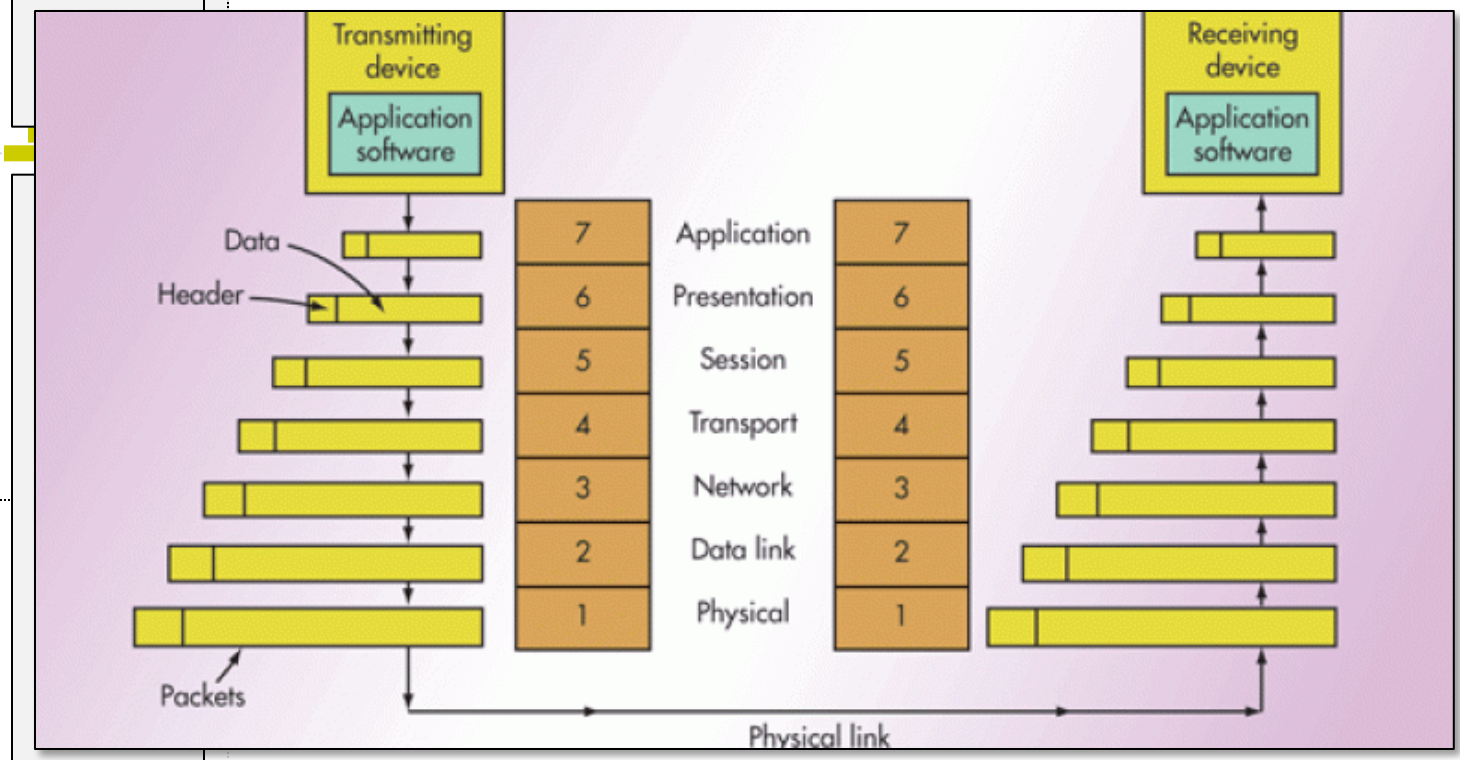 Transmitting
device
Application
software
Receiving
device
Application
software
Data
Header
7 Application 7
6 Presentation 6
5 Session 5
4 Transport 4
3 Network 3
2 Data link 2
1 Physical 1
Packets
Physical link